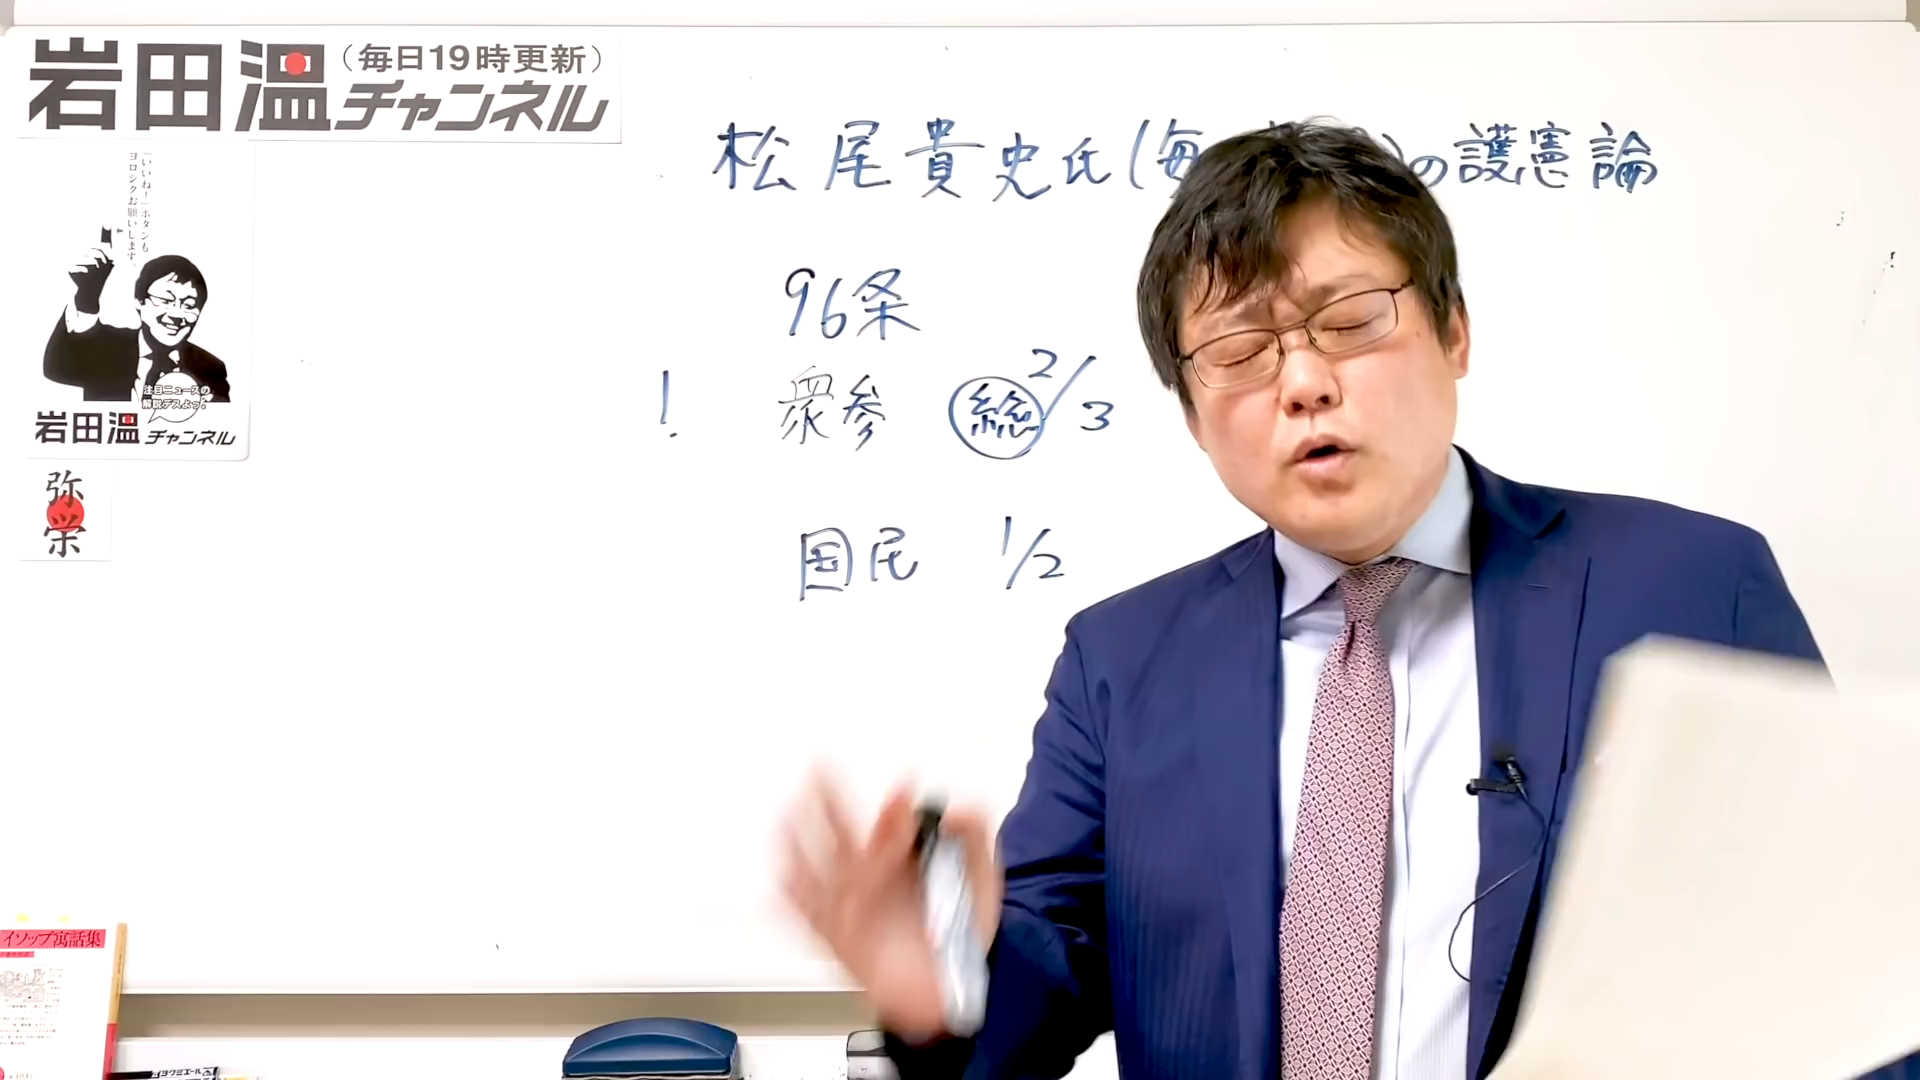 岩田温
(毎日19時更新)
チャンネル
「いいね!」ボタンも
ヨロシクお願いします。
注目ニュースの
解説デスよっ!
岩田温 チャンネル
弥栄
松尾貴史氏(毎 の護憲論
96条
! 衆参 総 2/3
国民 1/2
イソップ寓話集